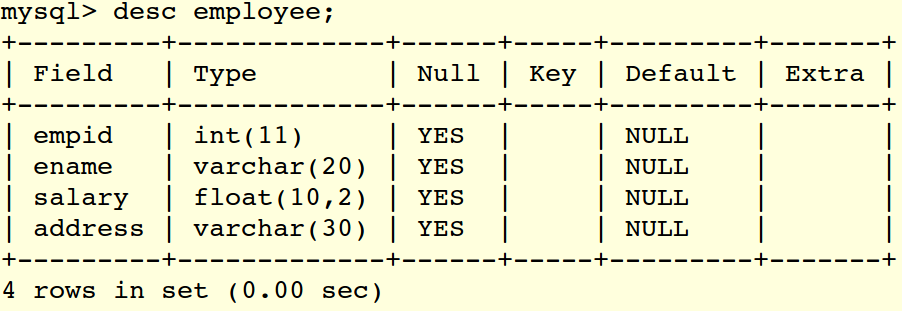 mysql> desc employee;
+---------+-------------+------+-----+---------+-------+
| Field   | Type        | Null | Key | Default | Extra |
+---------+-------------+------+-----+---------+-------+
| empid   | int(11)     | YES  |     | NULL    |       |
| ename   | varchar(20) | YES  |     | NULL    |       |
| salary  | float(10,2) | YES  |     | NULL    |       |
| address | varchar(30) | YES  |     | NULL    |       |
+---------+-------------+------+-----+---------+-------+
4 rows in set (0.00 sec)